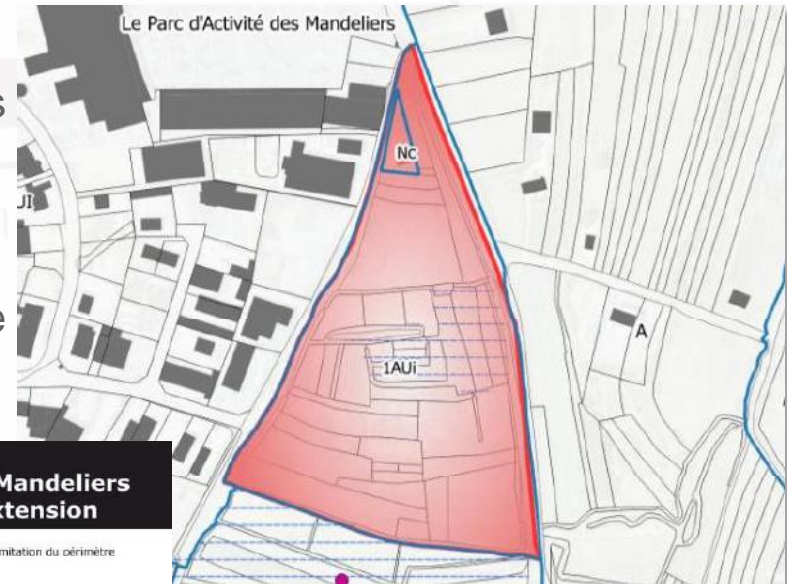 Le Parc d'Activité des Mandeliers
s
Nc
UI
e
A
1AUi
Mandeliers
xtension
mitation du périmètre